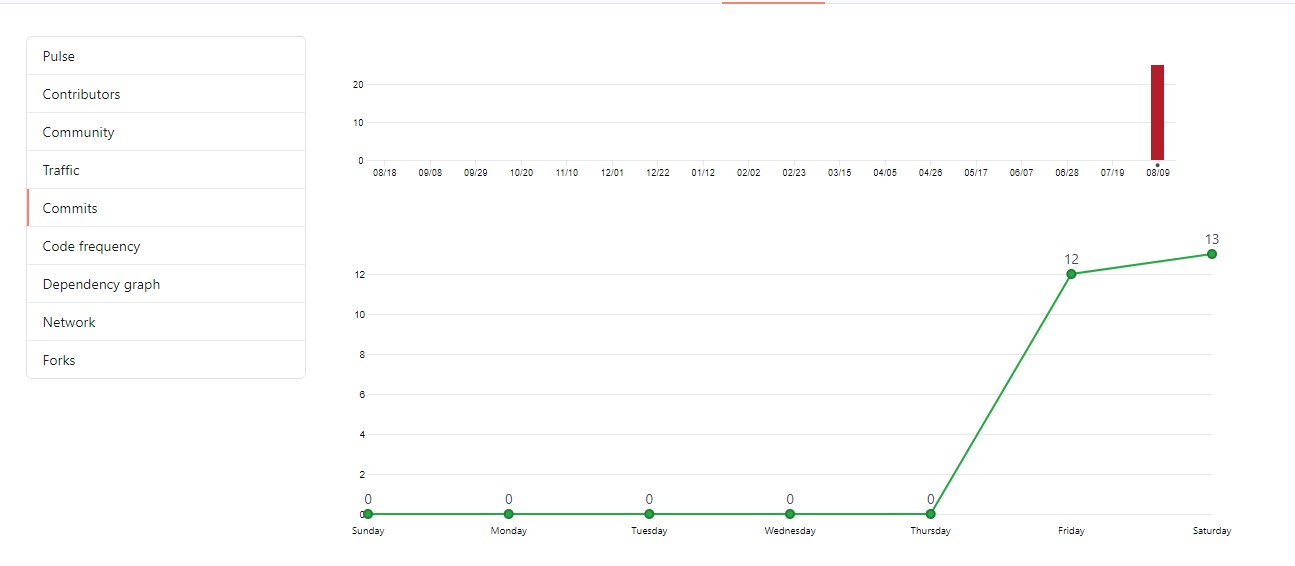 Pulse
Contributors
Community
Traffic
Commits
Code frequency
Dependency graph
Network
Forks
20
10
0
08/18 09/08 09/29 10/20 11/10 12/01 12/22 01/12 02/02 02/23 03/15 04/05 04/26 05/17 06/07 06/28 07/19 08/09
13
12
12
10
8
6
4
2
0 0 0 0 0
0
Sunday Monday Tuesday Wednesday Thursday Friday Saturday